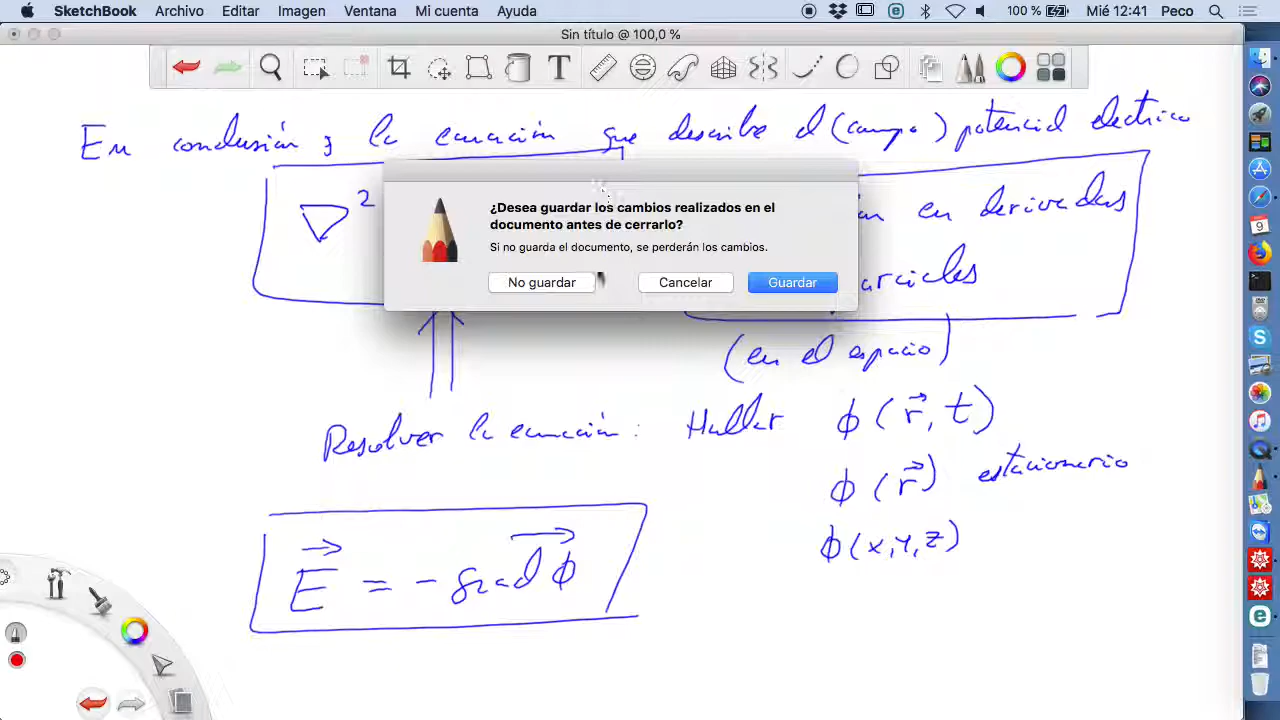 SketchBook Archivo Editar Imagen Ventana Mi cuenta Ayuda 100 % Mié 12:41 Peco
Sin título @ 100,0 %
En conclusión, la ecuación que describe el (campo) potencial electrico
∇²
¿Desea guardar los cambios realizados en el
documento antes de cerrarlo?
Si no guarda el documento, se perderán los cambios.
No guardar Cancelar Guardar
en derivadas
arciales
(en el espacio)
Resolver la ecuación: Hallar ϕ(r⃗, t)
ϕ(r⃗) estacionario
ϕ(x,y,z)
E⃗ = -grad⃗ ϕ